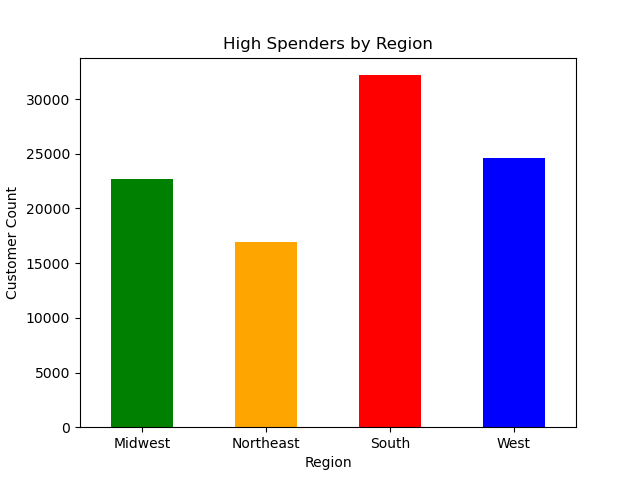 High Spenders by Region
Customer Count
30000
25000
20000
15000
10000
5000
0
Midwest
Northeast
South
West
Region